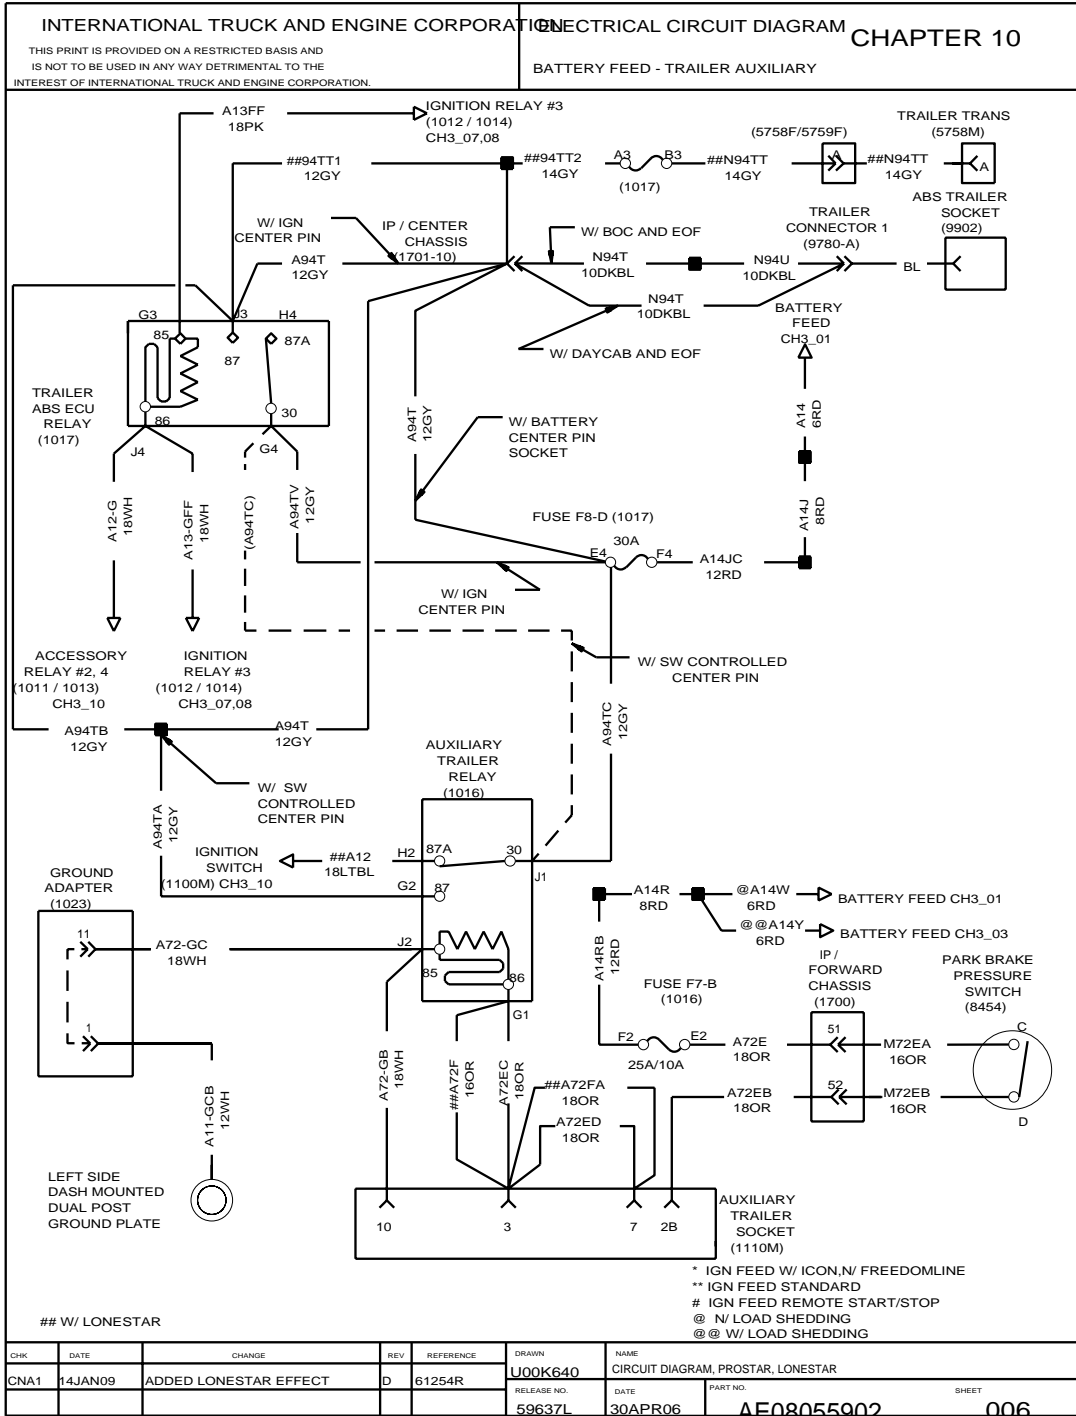 INTERNATIONAL TRUCK AND ENGINE CORPORATION
THIS PRINT IS PROVIDED ON A RESTRICTED BASIS AND
IS NOT TO BE USED IN ANY WAY DETRIMENTAL TO THE
INTEREST OF INTERNATIONAL TRUCK AND ENGINE CORPORATION.
ELECTRICAL CIRCUIT DIAGRAM
CHAPTER 10
BATTERY FEED - TRAILER AUXILIARY
A13FF
18PK
IGNITION RELAY #3
(1012 / 1014)
CH3_07,08
##94TT1
12GY
##94TT2
14GY
A3
B3
(1017)
##N94TT
14GY
(5758F/5759F)
A
##N94TT
14GY
TRAILER TRANS
(5758M)
A
W/ IGN
CENTER PIN
IP / CENTER
CHASSIS
(1701-10)
A94T
12GY
W/ BOC AND EOF
N94T
10DKBL
N94U
10DKBL
TRAILER
CONNECTOR 1
(9780-A)
BL
ABS TRAILER
SOCKET
(9902)
N94T
10DKBL
W/ DAYCAB AND EOF
BATTERY
FEED
CH3_01
G3
J3
H4
85
87
87A
86
30
J4
G4
TRAILER
ABS ECU
RELAY
(1017)
A94T
12GY
W/ BATTERY
CENTER PIN
SOCKET
A14
6RD
A14J
8RD
A12-G
18WH
A13-GFF
18WH
(A94TC)
A94TV
12GY
FUSE F8-D (1017)
30A
E4
F4
A14JC
12RD
W/ IGN
CENTER PIN
ACCESSORY
RELAY #2, 4
(1011 / 1013)
CH3_10
IGNITION
RELAY #3
(1012 / 1014)
CH3_07,08
W/ SW CONTROLLED
CENTER PIN
A94TC
12GY
A94TB
12GY
A94T
12GY
W/ SW
CONTROLLED
CENTER PIN
A94TA
12GY
AUXILIARY
TRAILER
RELAY
(1016)
IGNITION
SWITCH
(1100M) CH3_10
##A12
18LTBL
H2
87A
30
J1
G2
87
J2
85
86
G1
GROUND
ADAPTER
(1023)
11
1
A72-GC
18WH
A11-GCB
12WH
LEFT SIDE
DASH MOUNTED
DUAL POST
GROUND PLATE
A14R
8RD
@A14W
6RD
BATTERY FEED CH3_01
@@A14Y
6RD
BATTERY FEED CH3_03
A14RB
12RD
FUSE F7-B
(1016)
F2
E2
25A/10A
A72E
18OR
IP /
FORWARD
CHASSIS
(1700)
51
52
M72EA
16OR
A72EB
18OR
M72EB
16OR
PARK BRAKE
PRESSURE
SWITCH
(8454)
C
D
A72-GB
18WH
##A72F
16OR
A72EC
18OR
##A72FA
18OR
A72ED
18OR
10
3
7
2B
AUXILIARY
TRAILER
SOCKET
(1110M)
* IGN FEED W/ ICON,N/ FREEDOMLINE
** IGN FEED STANDARD
# IGN FEED REMOTE START/STOP
@ N/ LOAD SHEDDING
@@ W/ LOAD SHEDDING
## W/ LONESTAR
CHK DATE CHANGE REV REFERENCE
CNA1 14JAN09 ADDED LONESTAR EFFECT D 61254R
DRAWN
U00K640
NAME
CIRCUIT DIAGRAM, PROSTAR, LONESTAR
RELEASE NO.
59637L
DATE
30APR06
PART NO.
AE08055902
SHEET
006